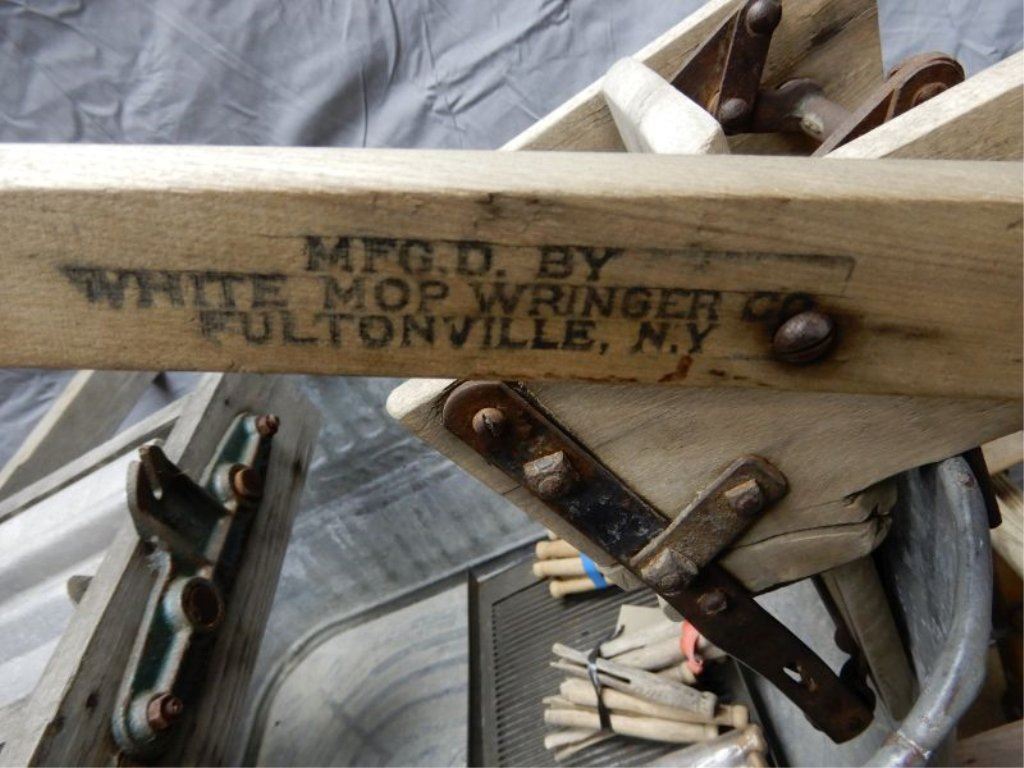 MFG.D. BY
WHITE MOP WRINGER CO
FULTONVILLE, N.Y